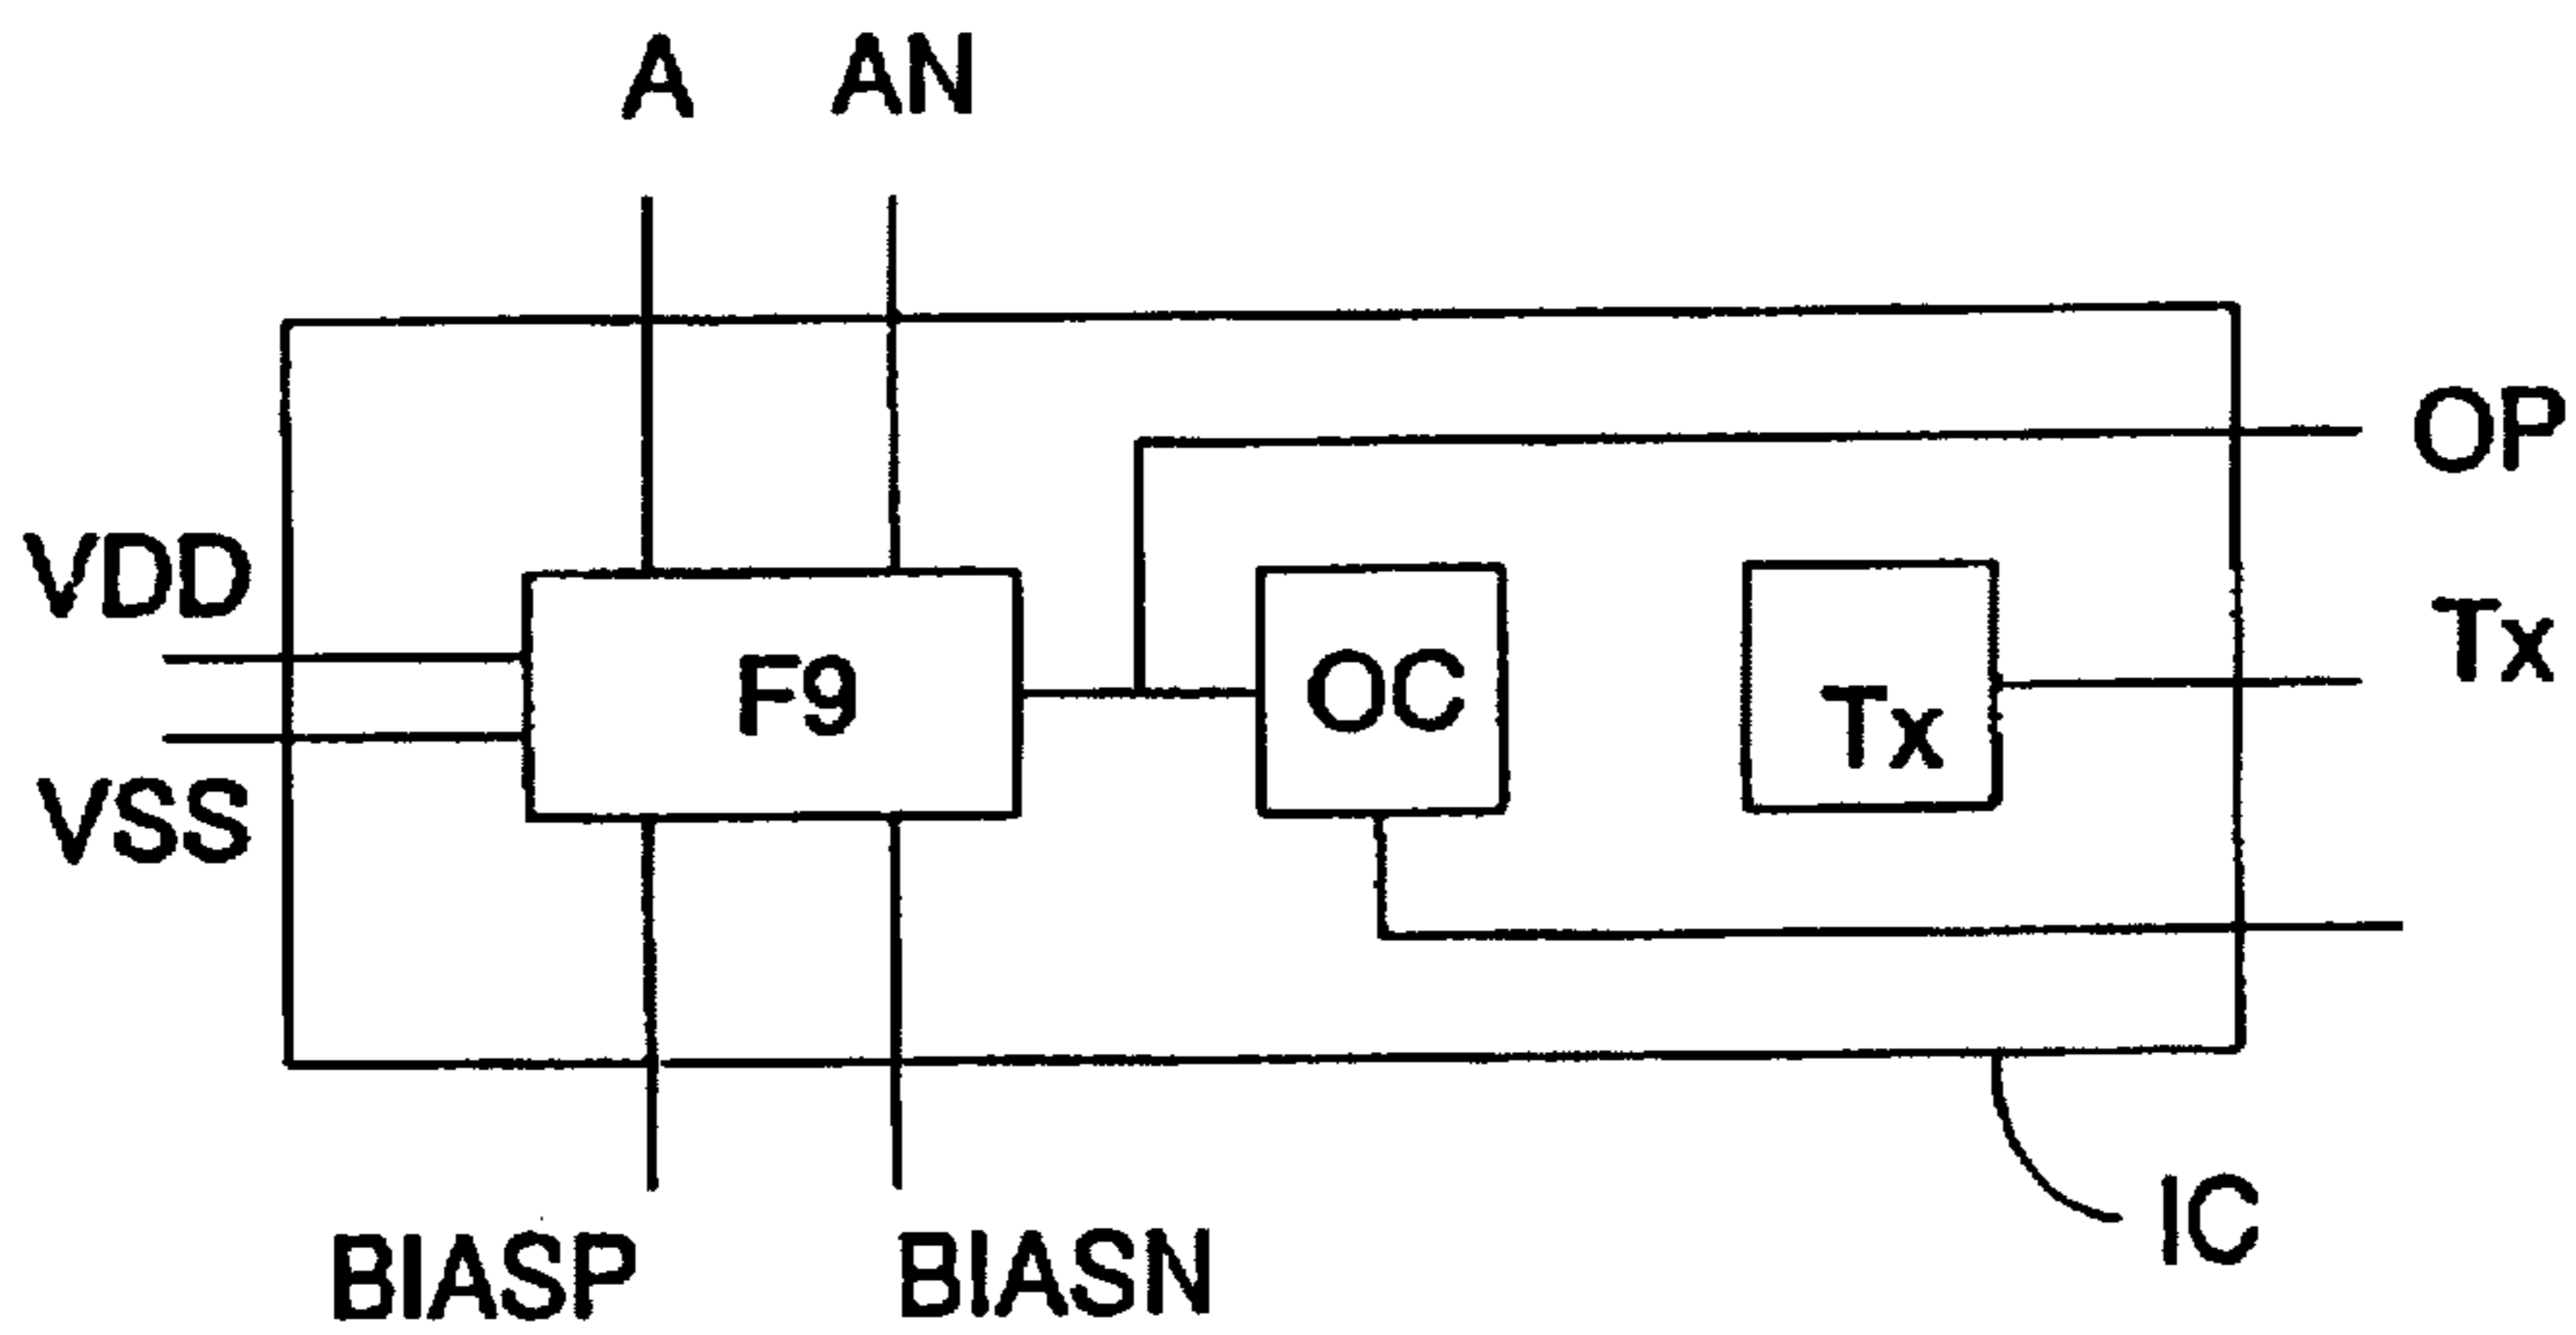 A AN
OP
VDD
Tx
F9 OC Tx
VSS
IC
BIASP BIASN